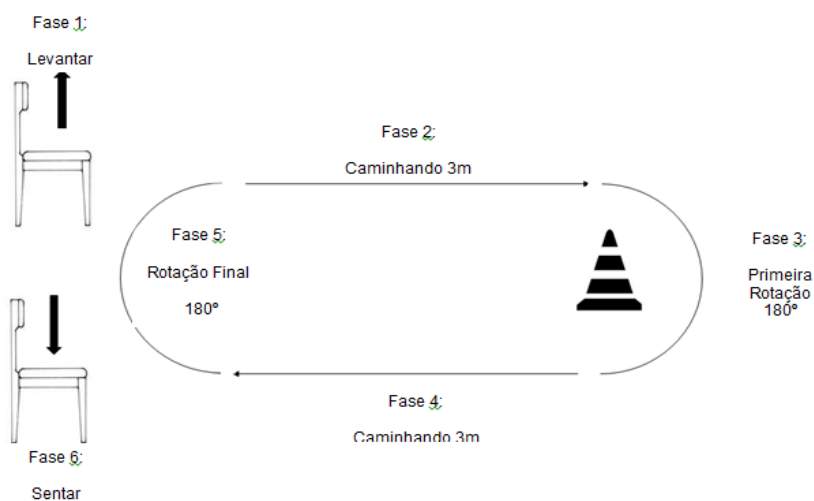 Fase 1:
Levantar
Fase 2:
Caminhando 3m
Fase 3:
Primeira
Rotação
180º
Fase 4:
Caminhando 3m
Fase 5:
Rotação Final
180º
Fase 6:
Sentar